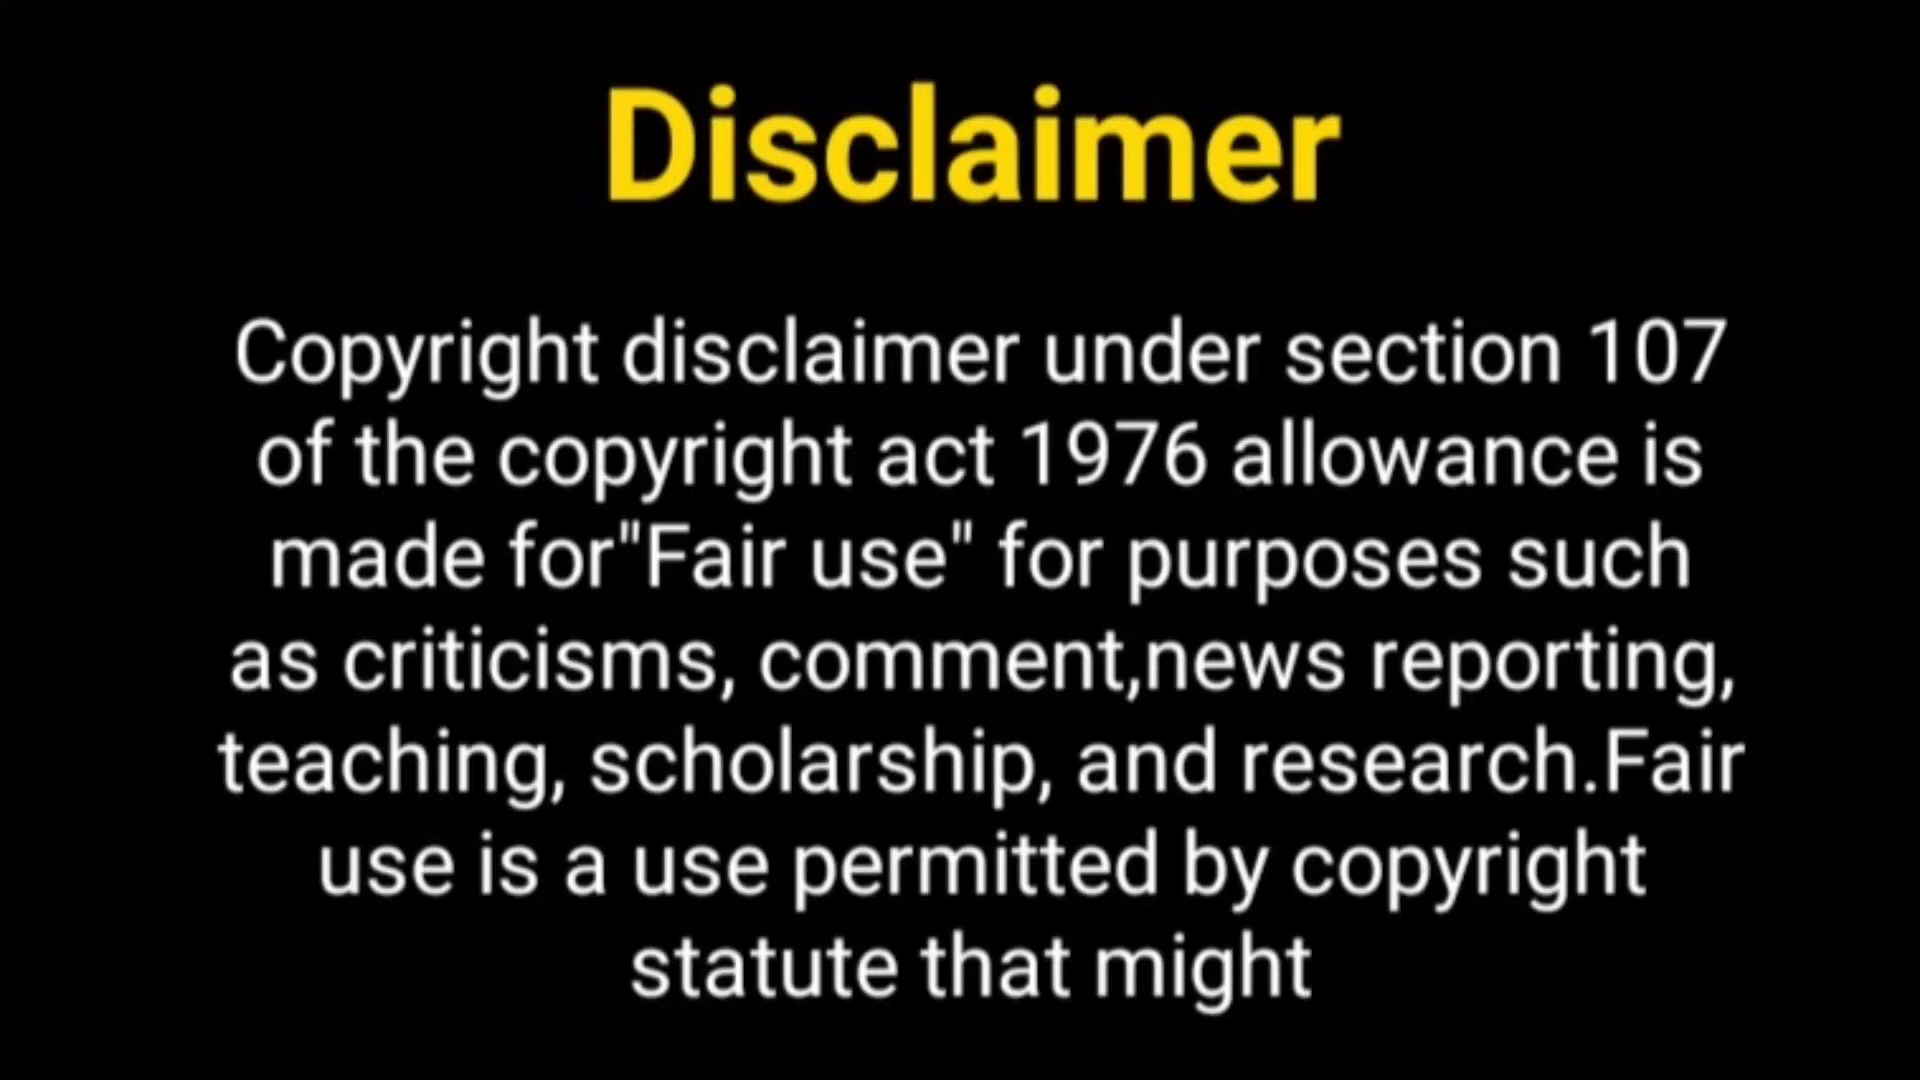 Disclaimer
Copyright disclaimer under section 107
of the copyright act 1976 allowance is
made for"Fair use" for purposes such
as criticisms, comment,news reporting,
teaching, scholarship, and research.Fair
use is a use permitted by copyright
statute that might